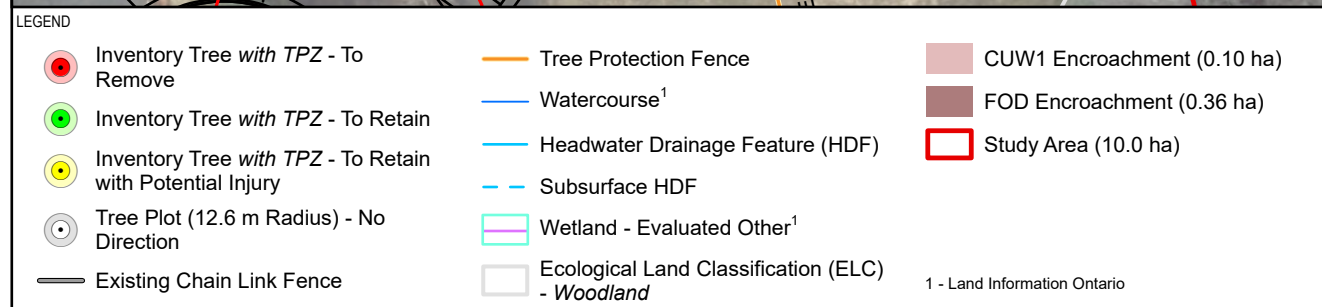 LEGEND
Inventory Tree with TPZ - To
Remove
Inventory Tree with TPZ - To Retain
Inventory Tree with TPZ - To Retain
with Potential Injury
Tree Plot (12.6 m Radius) - No
Direction
Existing Chain Link Fence
Tree Protection Fence
Watercourse1
Headwater Drainage Feature (HDF)
Subsurface HDF
Wetland - Evaluated Other1
Ecological Land Classification (ELC)
- Woodland
CUW1 Encroachment (0.10 ha)
FOD Encroachment (0.36 ha)
Study Area (10.0 ha)
1 - Land Information Ontario